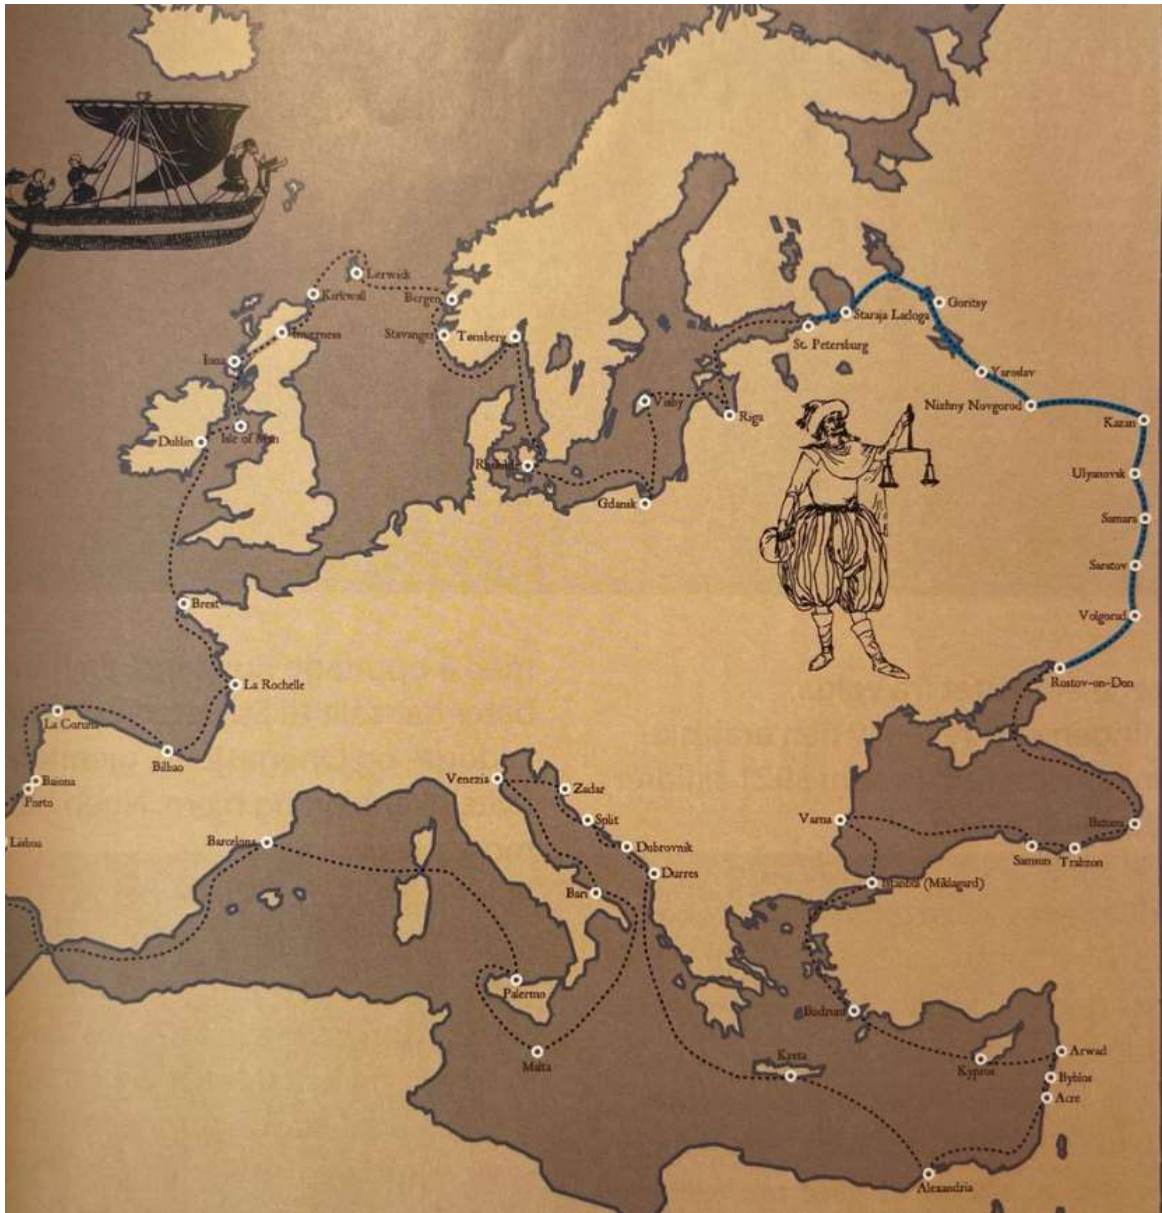 Lerwick
Kirkwall
Bergen
Inverness
Stavanger
Tønsberg
Iona
Isle of Man
Dublin
Roskilde
Gdansk
Visby
Riga
St. Petersburg
Staraja Ladoga
Goritsy
Yaroslav
Nizhny Novgorod
Kazan
Ulyanovsk
Samara
Saratov
Volgograd
Rostov-on-Don
Brest
La Rochelle
La Coruña
Bilbao
Baiona
Porto
Lisboa
Barcelona
Venezia
Zadar
Split
Dubrovnik
Durres
Bari
Palermo
Malta
Varna
Samsun
Trabzon
Batumi
Istanbul (Miklagard)
Bodrum
Kreta
Kypros
Arwad
Byblos
Acre
Alexandria